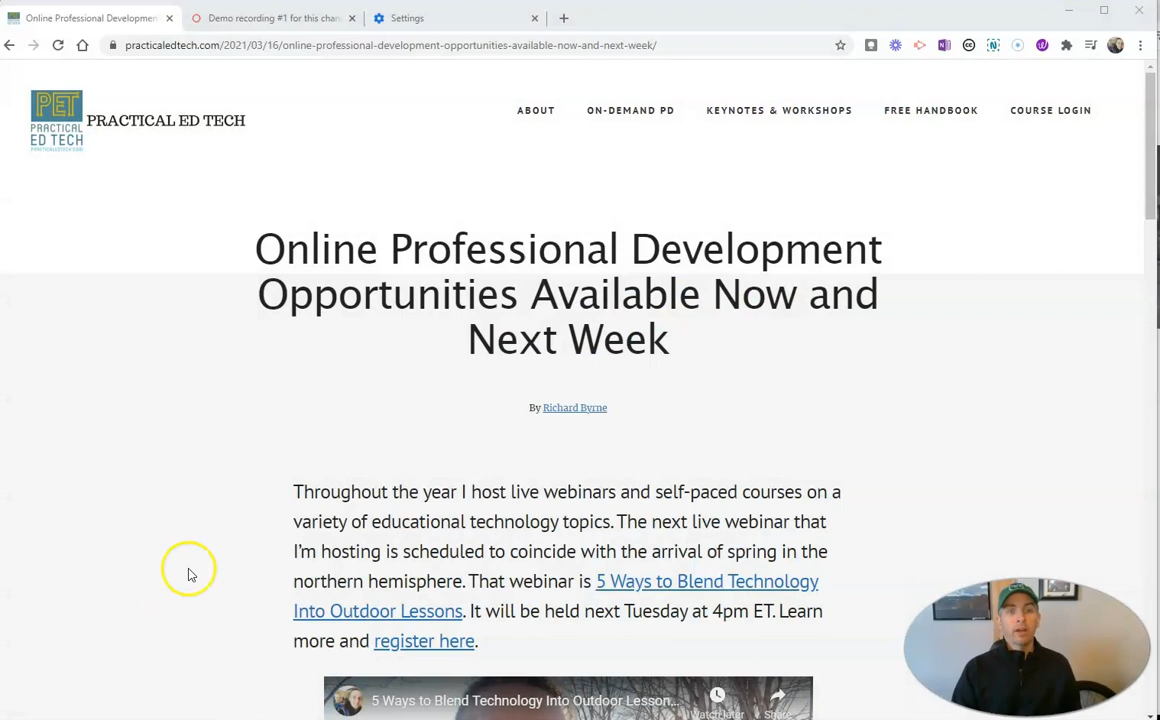 Online Professional Developmen
Demo recording #1 for this chan
Settings
practicaledtech.com/2021/03/16/online-professional-development-opportunities-available-now-and-next-week/
PET
PRACTICAL
ED TECH
PRACTICALEDTECH.COM
PRACTICAL ED TECH
ABOUT
ON-DEMAND PD
KEYNOTES & WORKSHOPS
FREE HANDBOOK
COURSE LOGIN
Online Professional Development
Opportunities Available Now and
Next Week
By Richard Byrne
Throughout the year I host live webinars and self-paced courses on a
variety of educational technology topics. The next live webinar that
I'm hosting is scheduled to coincide with the arrival of spring in the
northern hemisphere. That webinar is 5 Ways to Blend Technology
Into Outdoor Lessons. It will be held next Tuesday at 4pm ET. Learn
more and register here.
5 Ways to Blend Technology Into Outdoor Lesson...
Watch later
Share